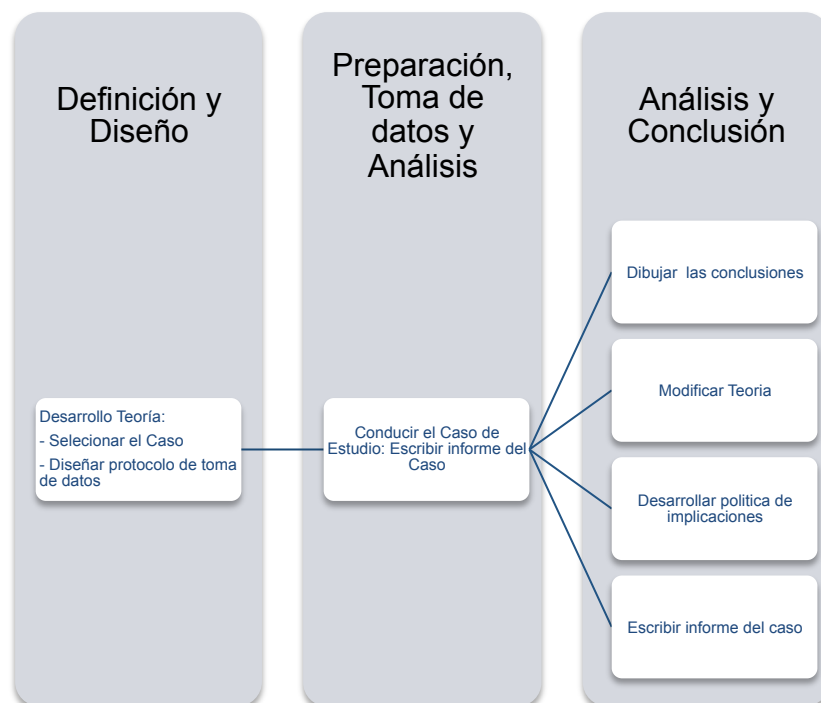 Definición y
Diseño
Preparación,
Toma de
datos y
Análisis
Análisis y
Conclusión
Desarrollo Teoría:
- Selecionar el Caso
- Diseñar protocolo de toma
de datos
Conducir el Caso de
Estudio: Escribir informe del
Caso
Dibujar las conclusiones
Modificar Teoria
Desarrollar politica de
implicaciones
Escribir informe del caso